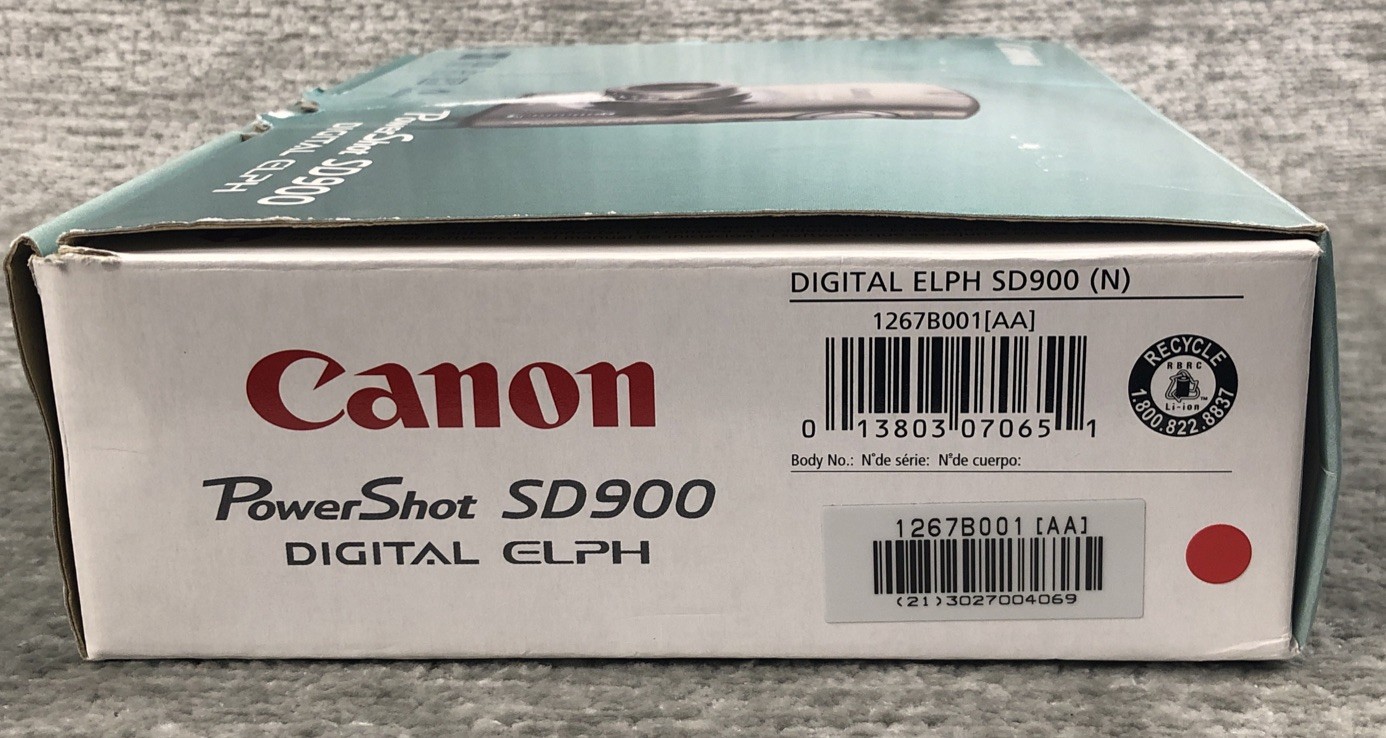 PowerShot SD900
DIGITAL ELPH
Canon
PowerShot SD900
DIGITAL ELPH
DIGITAL ELPH SD900 (N)
1267B001[AA]
0 13803 07065 1
RECYCLE
RBRC
Li-ion
1.800.822.8837
Body No.: N°de série: N°de cuerpo:
1267B001 [AA]
(21)3027004069